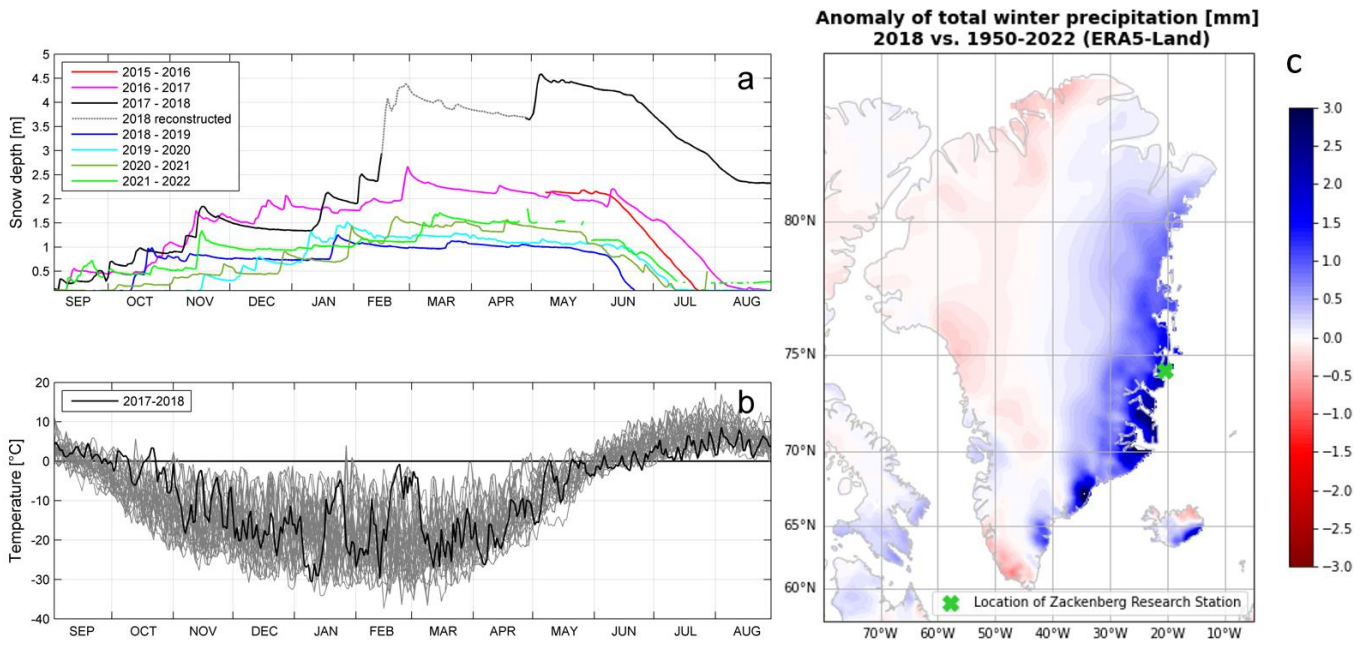 a
5
4.5
4
3.5
3
2.5
2
1.5
1
0.5
Snow depth [m]
2015 - 2016
2016 - 2017
2017 - 2018
2018 reconstructed
2018 - 2019
2019 - 2020
2020 - 2021
2021 - 2022
SEP OCT NOV DEC JAN FEB MAR APR MAY JUN JUL AUG
b
20
10
0
-10
-20
-30
-40
Temperature [°C]
2017-2018
SEP OCT NOV DEC JAN FEB MAR APR MAY JUN JUL AUG
Anomaly of total winter precipitation [mm]
2018 vs. 1950-2022 (ERA5-Land)
c
80°N
75°N
70°N
65°N
60°N
70°W 60°W 50°W 40°W 30°W 20°W 10°W
Location of Zackenberg Research Station
3.0
2.5
2.0
1.5
1.0
0.5
0.0
−0.5
−1.0
−1.5
−2.0
−2.5
−3.0